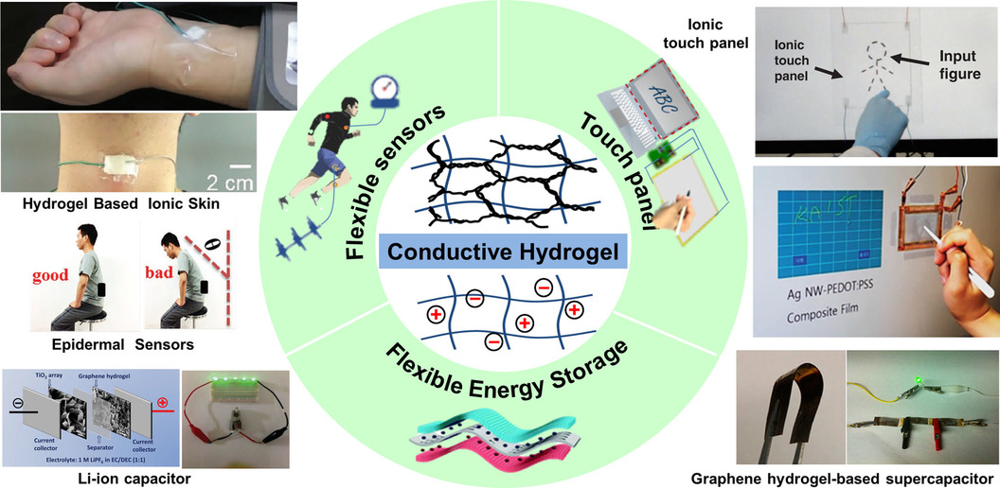 2 cm
Hydrogel Based Ionic Skin
good
bad
θ
Epidermal Sensors
TiO₂ array
Graphene hydrogel
Current
collector
Separator
Current
collector
Electrolyte: 1 M LiPF₆ in EC/DEC (1:1)
Li-ion capacitor
Flexible sensors
Touch panel
Flexible Energy Storage
Conductive Hydrogel
Ionic
touch panel
ABC
Ionic
touch panel
Input
figure
KAIST
Ag NW-PEDOT:PSS
Composite Film
Graphene hydrogel-based supercapacitor